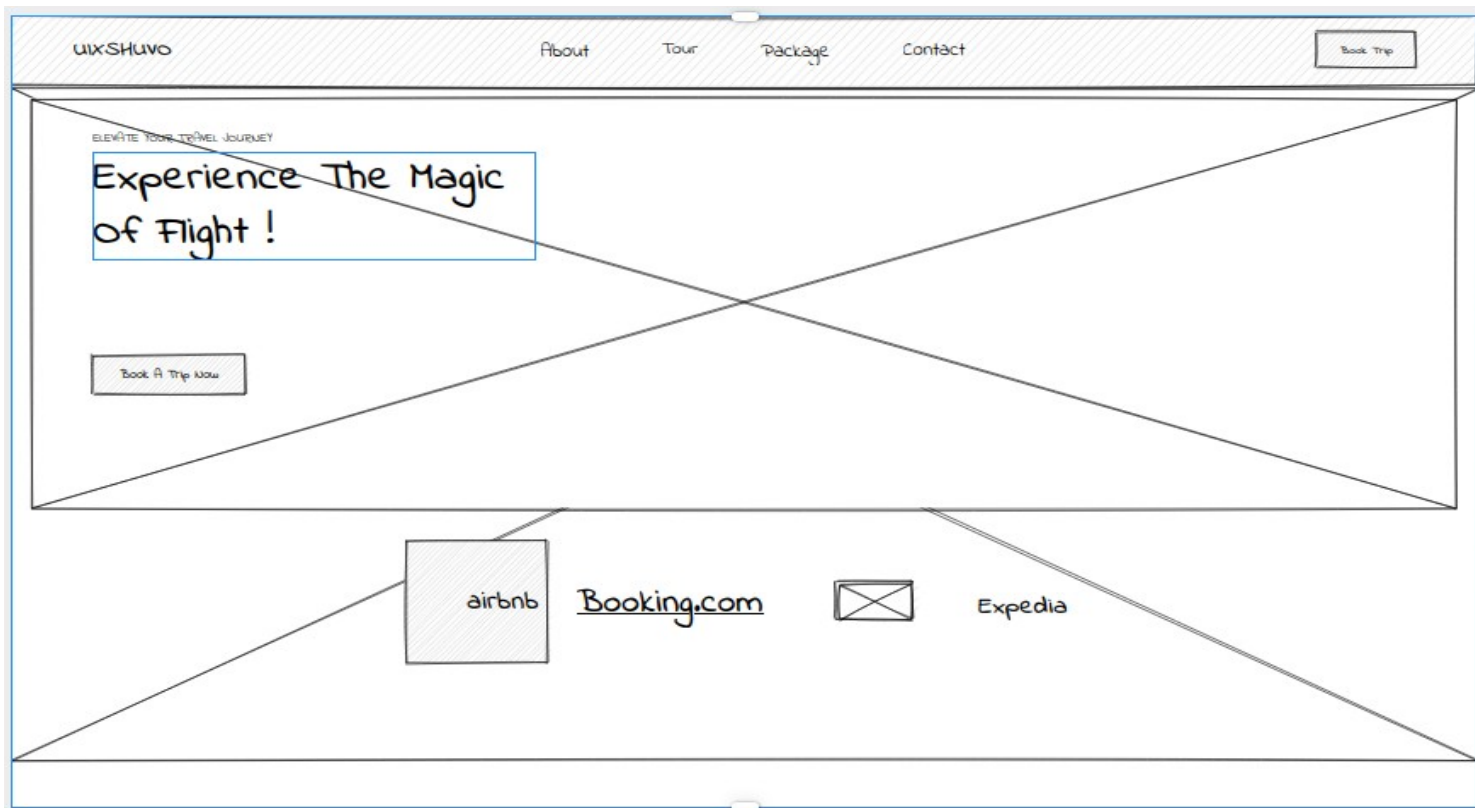 UIXSHUVO
About
Tour
Package
Contact
Book Trip
ELEVATE YOUR TRAVEL JOURNEY
Experience The Magic
Of Flight !
Book A Trip Now
airbnb
Booking.com
Expedia